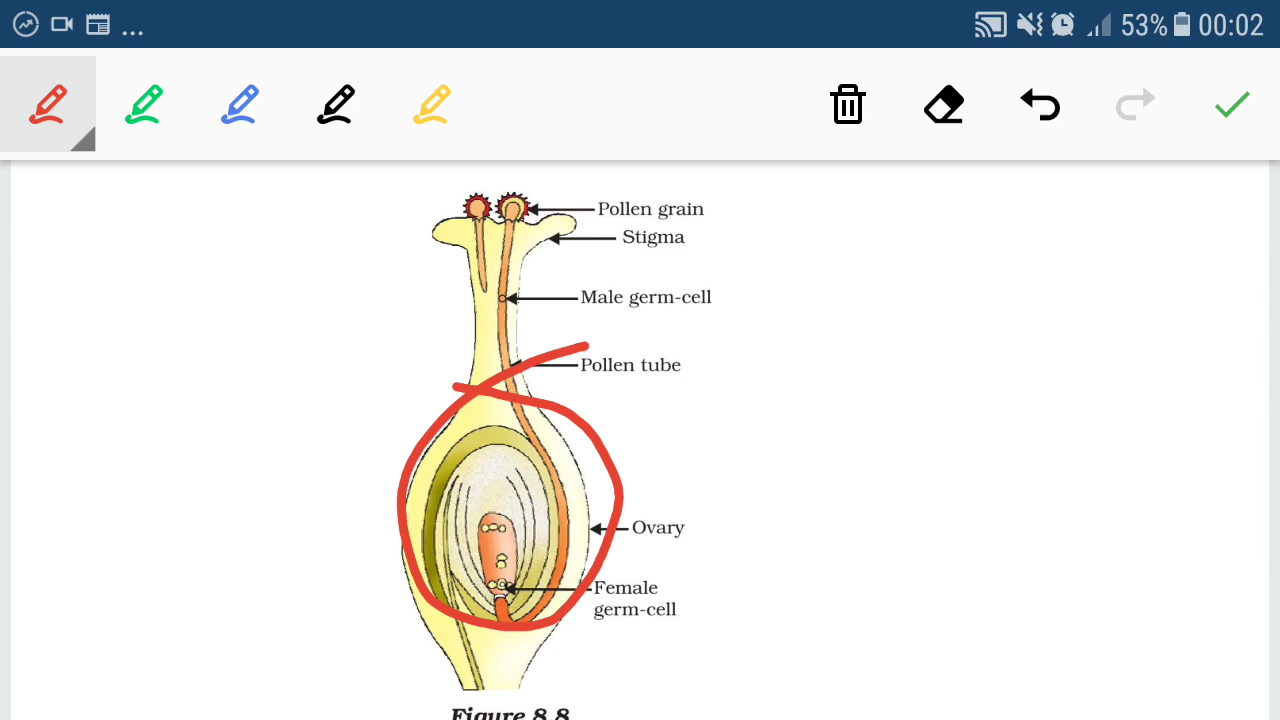 ... 53% 00:02
Pollen grain
Stigma
Male germ-cell
Pollen tube
Ovary
Female
germ-cell
Figure 8.8